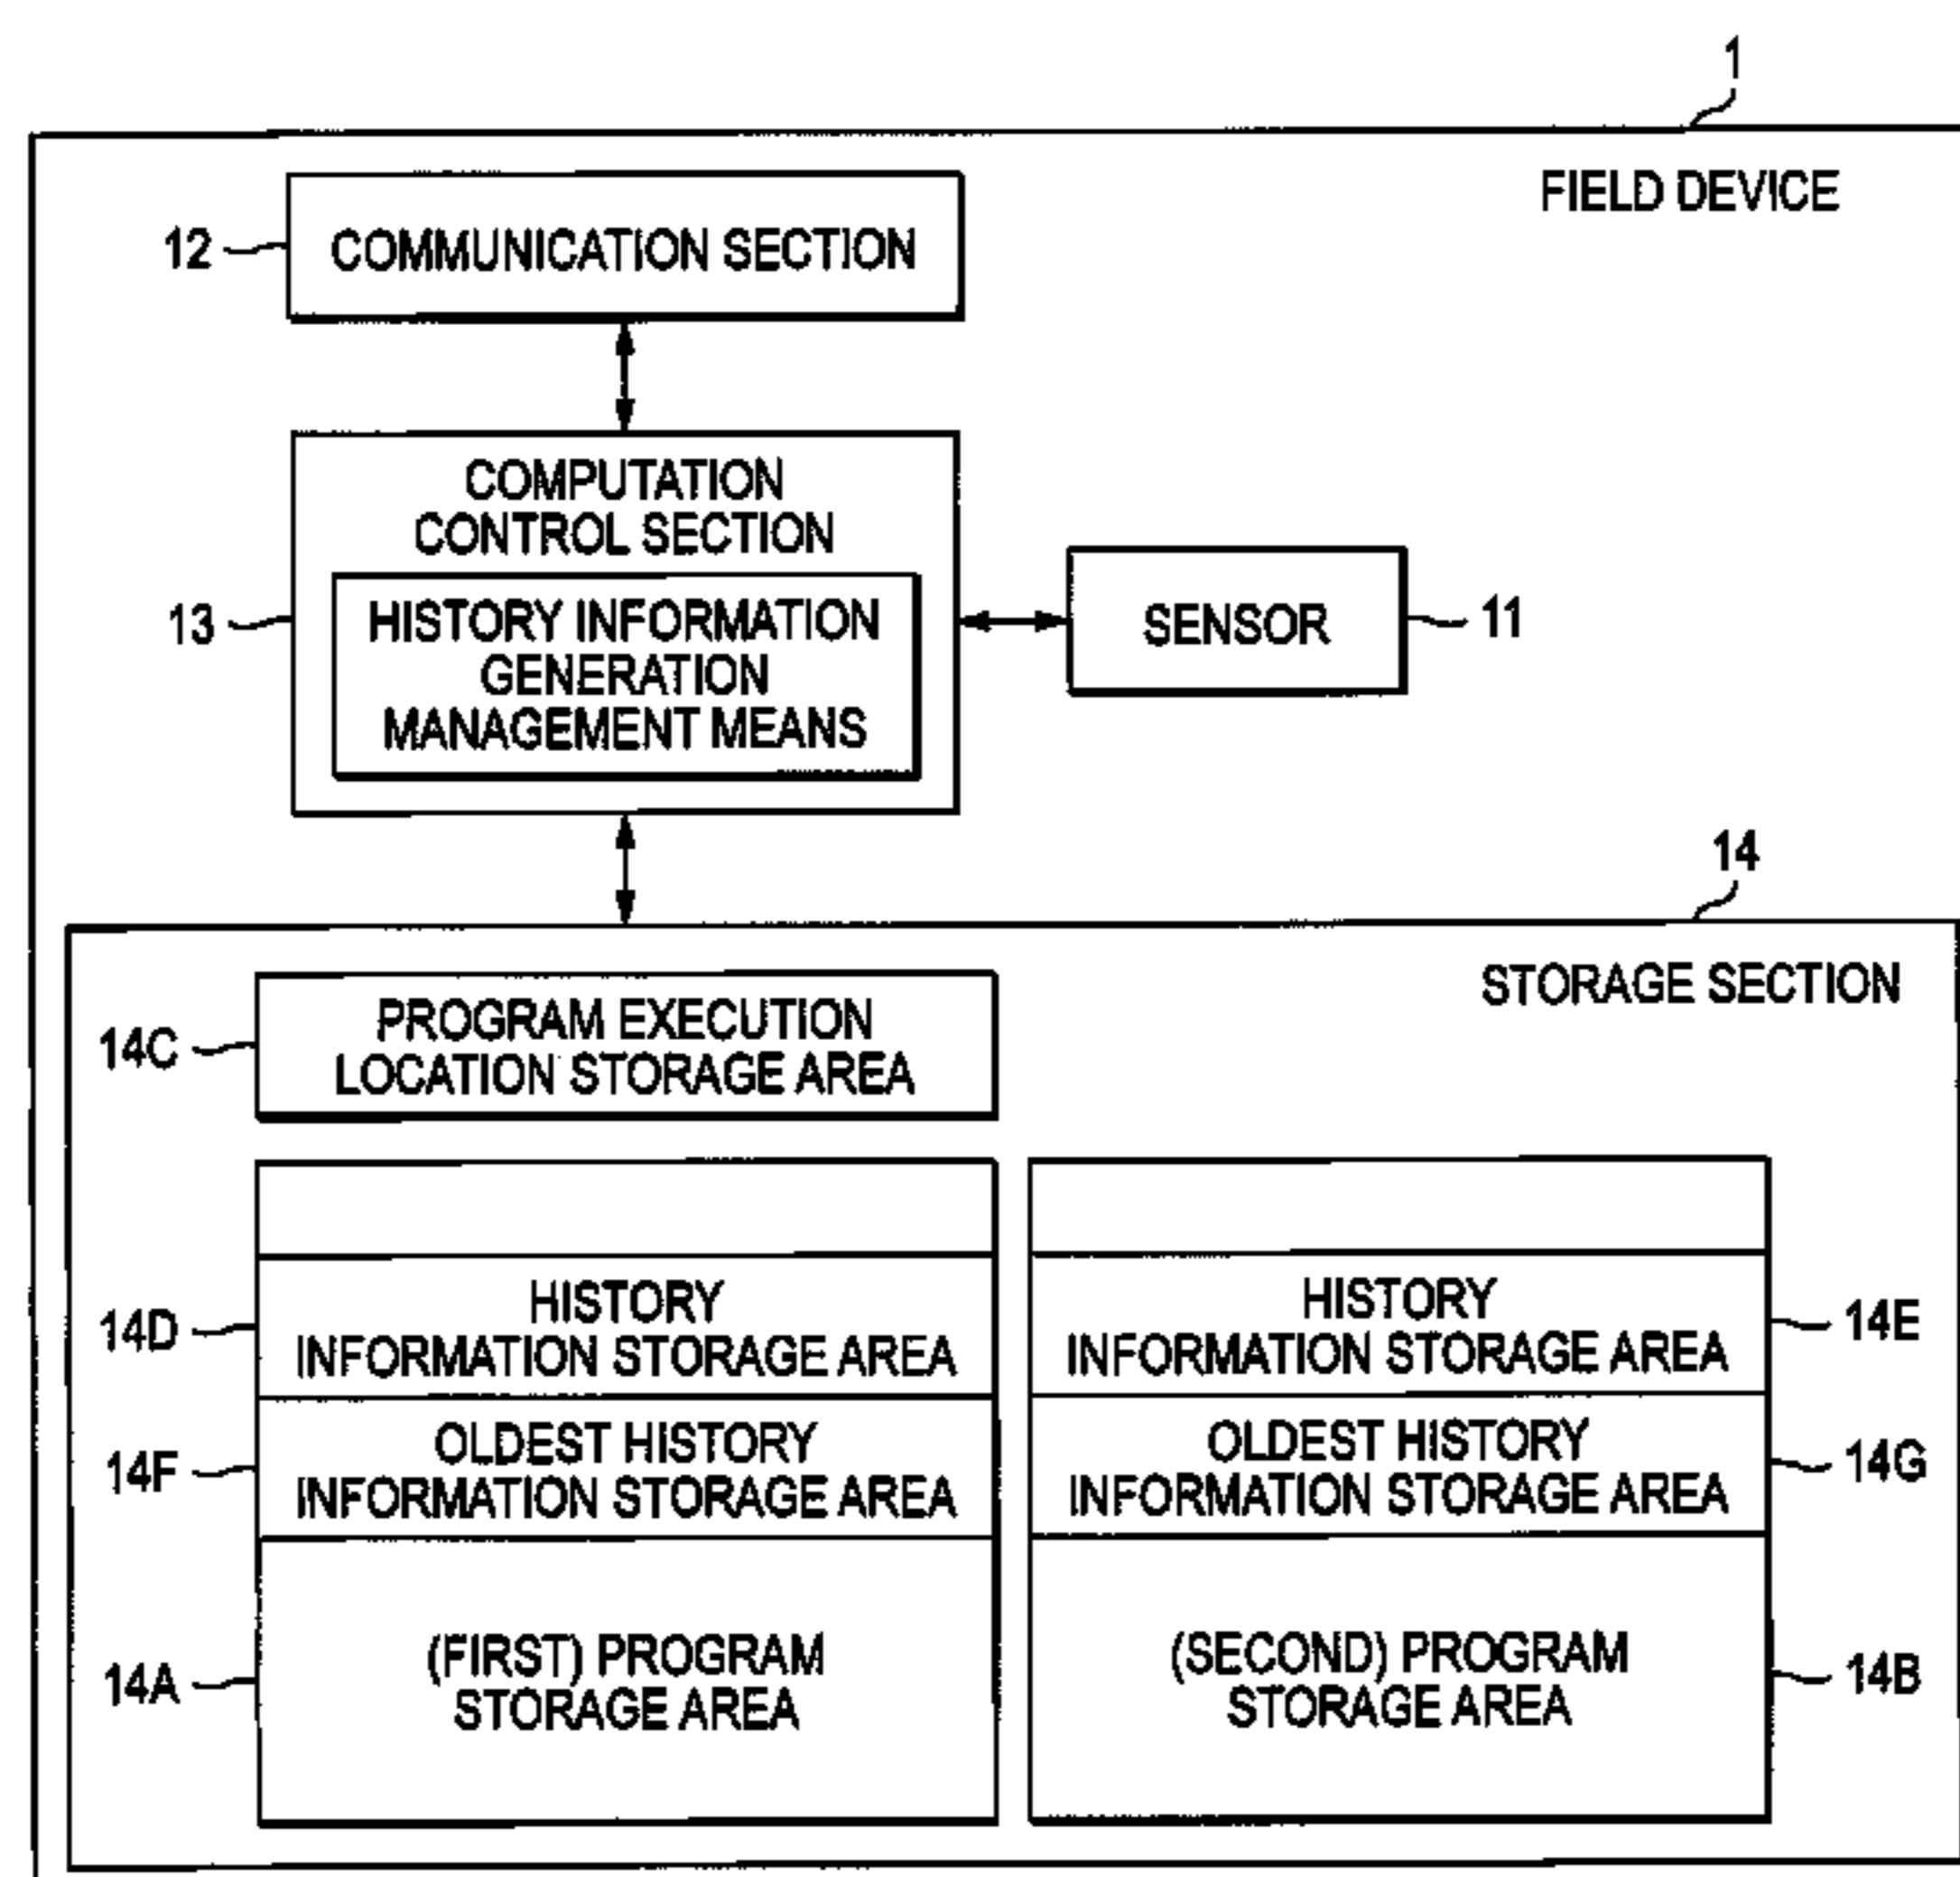 1
FIELD DEVICE
12
COMMUNICATION SECTION
COMPUTATION
CONTROL SECTION
13
HISTORY INFORMATION
GENERATION
MANAGEMENT MEANS
SENSOR
11
14
STORAGE SECTION
14C
PROGRAM EXECUTION
LOCATION STORAGE AREA
14D
HISTORY
INFORMATION STORAGE AREA
HISTORY
INFORMATION STORAGE AREA
14E
14F
OLDEST HISTORY
INFORMATION STORAGE AREA
OLDEST HISTORY
INFORMATION STORAGE AREA
14G
14A
(FIRST) PROGRAM
STORAGE AREA
(SECOND) PROGRAM
STORAGE AREA
14B